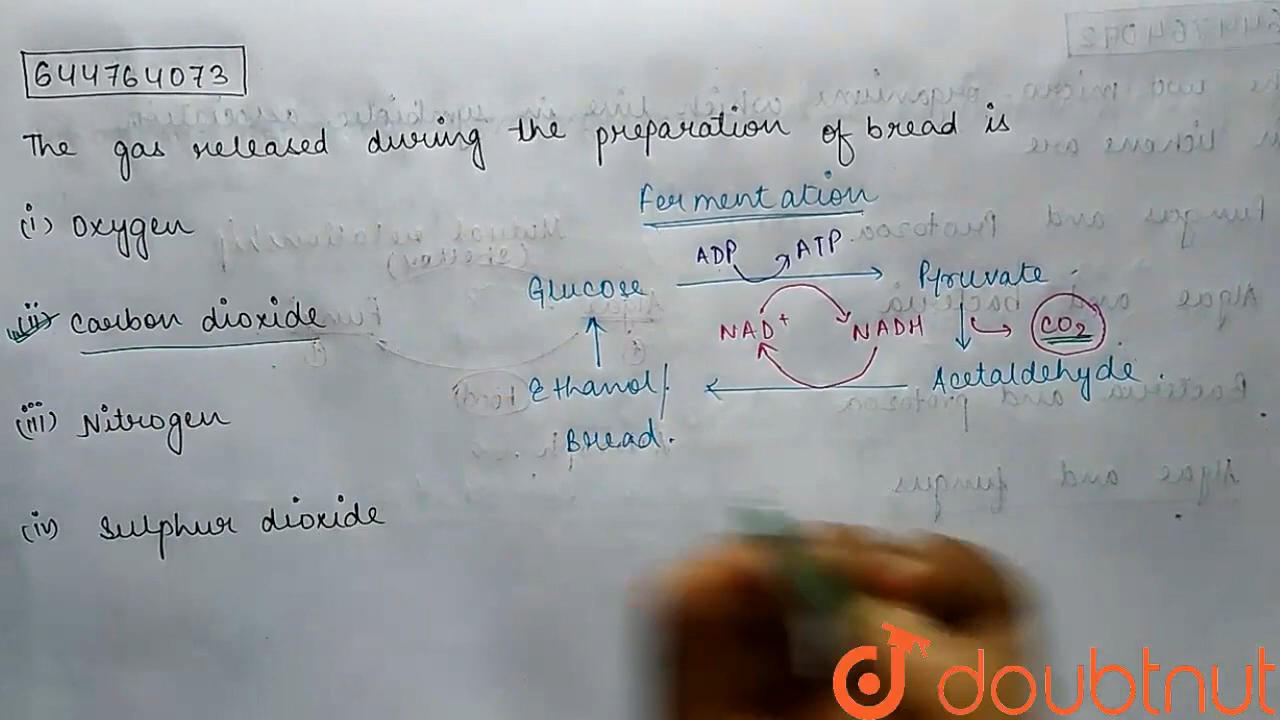 644764073
The gas released during the preparation of bread is
(i) Oxygen
(ii) Carbon dioxide
(iii) Nitrogen
(iv) Sulphur dioxide
Fermentation
ADP ATP
Glucose Pyruvate
NAD+ NADH CO2
Ethanol/ Acetaldehyde
Bread.
doubtnut